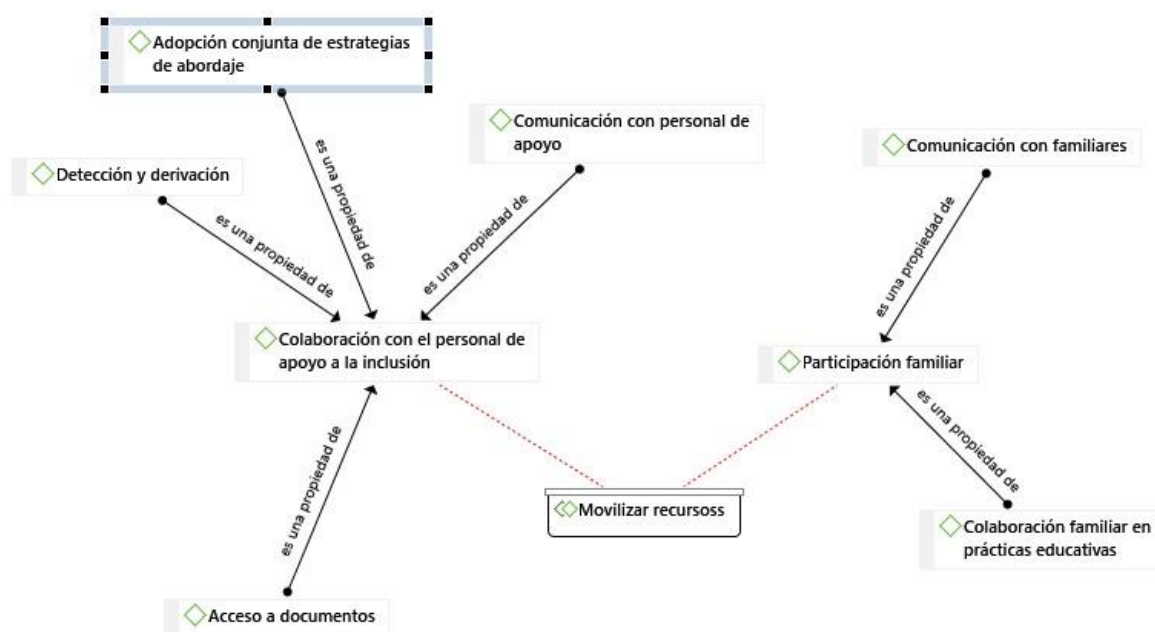 Adopción conjunta de estrategias
de abordaje
Comunicación con personal de
apoyo
Comunicación con familiares
Detección y derivación
es una propiedad de
es una propiedad de
es una propiedad de
es una propiedad de
Colaboración con el personal de
apoyo a la inclusión
Participación familiar
es una propiedad de
es una propiedad de
Movilizar recursoss
Colaboración familiar en
prácticas educativas
Acceso a documentos